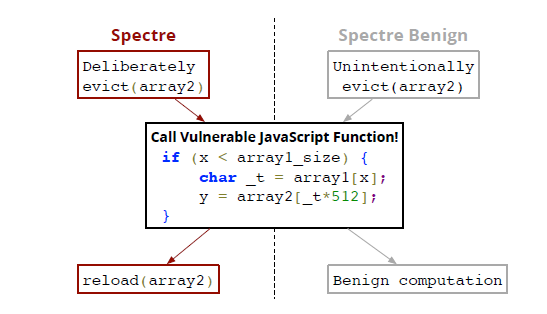 Spectre
Spectre Benign
Deliberately
evict(array2)
Unintentionally
evict(array2)
Call Vulnerable JavaScript Function!
if (x < array1_size) {
char _t = array1[x];
y = array2[_t*512];
}
reload(array2)
Benign computation